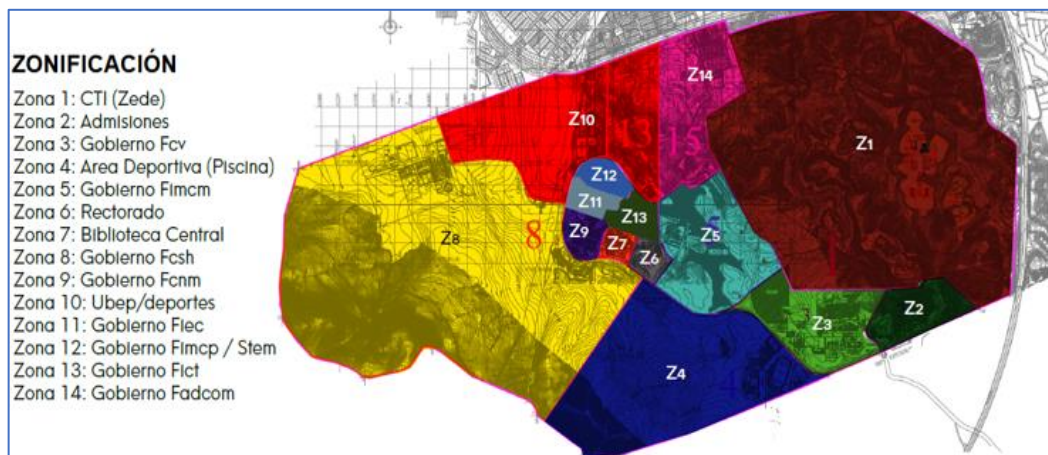 ZONIFICACIÓN
Zona 1: CTI (Zede)
Zona 2: Admisiones
Zona 3: Gobierno Fcv
Zona 4: Area Deportiva (Piscina)
Zona 5: Gobierno Fimcm
Zona 6: Rectorado
Zona 7: Biblioteca Central
Zona 8: Gobierno Fcsh
Zona 9: Gobierno Fcnm
Zona 10: Ubep/deportes
Zona 11: Gobierno Fiec
Zona 12: Gobierno Fimcp / Stem
Zona 13: Gobierno Fict
Zona 14: Gobierno Fadcom
Z14
Z10
13
15
Z1
Z12
Z11
Z13
Z8
8
Z9
Z7
Z6
Z5
Z2
Z3
Z4
4